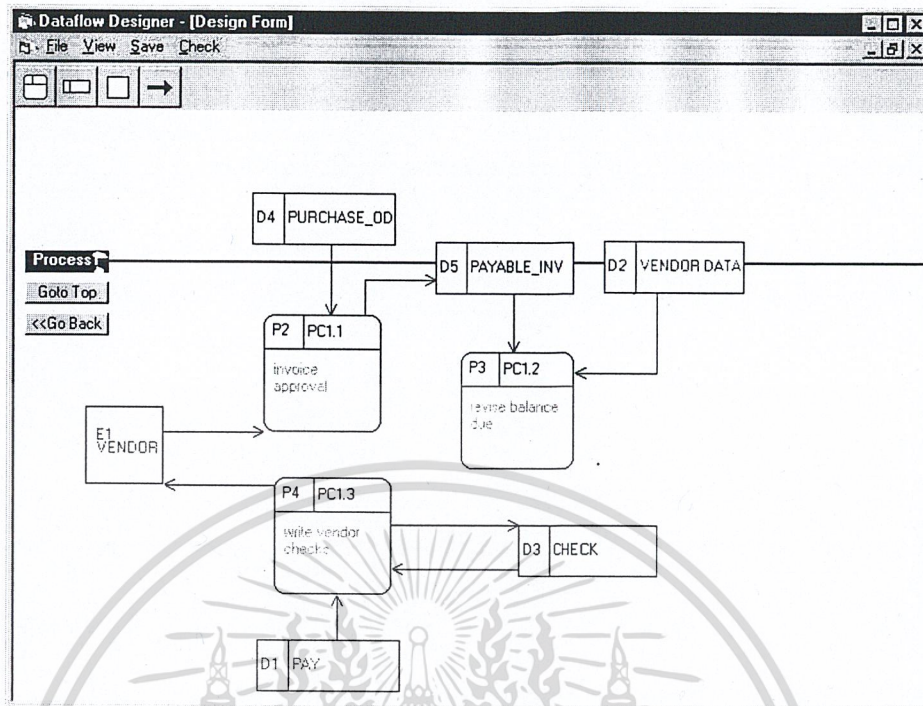 Dataflow Designer - [Design Form]
File View Save Check
D4 PURCHASE_OD
Process
D5 PAYABLE_INV
D2 VENDOR DATA
Goto Top
<<Go Back
P2 PC1.1
invoice
approval
P3 PC1.2
revise balance
due
E1
VENDOR
P4 PC1.3
write vendor
checks
D3 CHECK
D1 PAY